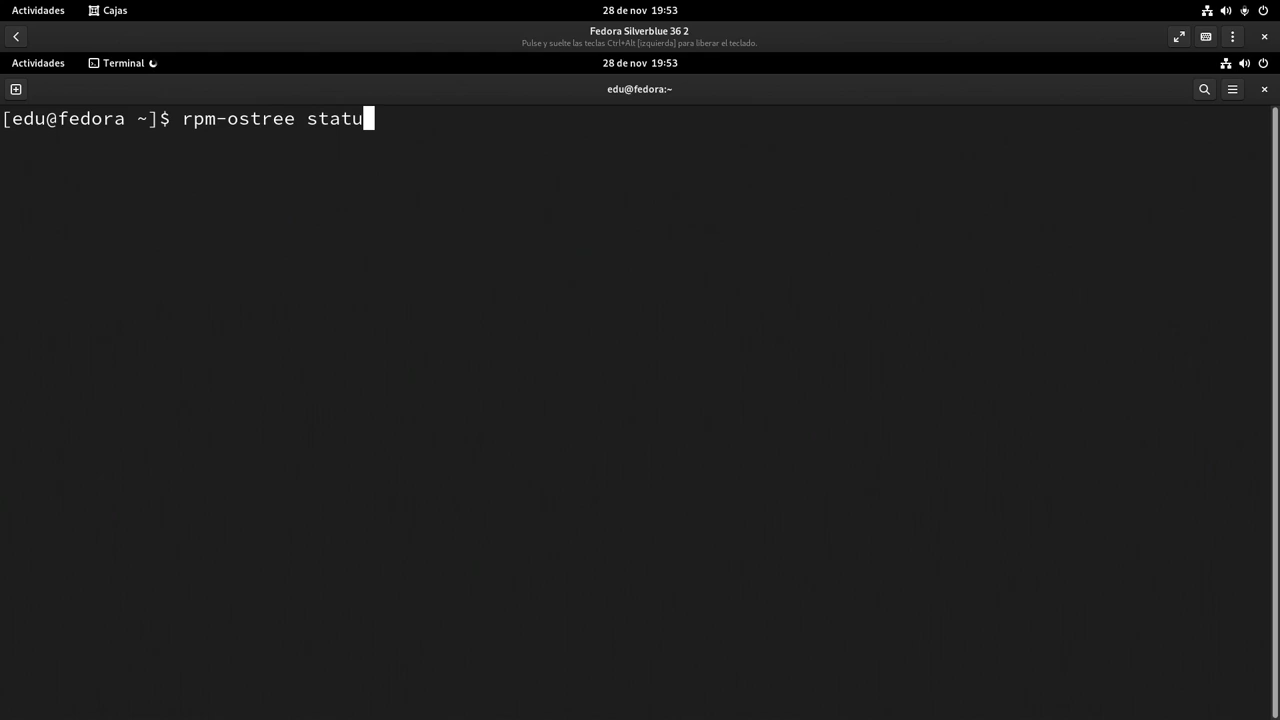 Actividades Cajas 28 de nov 19:53
Fedora Silverblue 36 2
Pulse y suelte las teclas Ctrl+Alt [izquierda] para liberar el teclado.
Actividades Terminal 28 de nov 19:53
edu@fedora:~
[edu@fedora ~]$ rpm-ostree statu